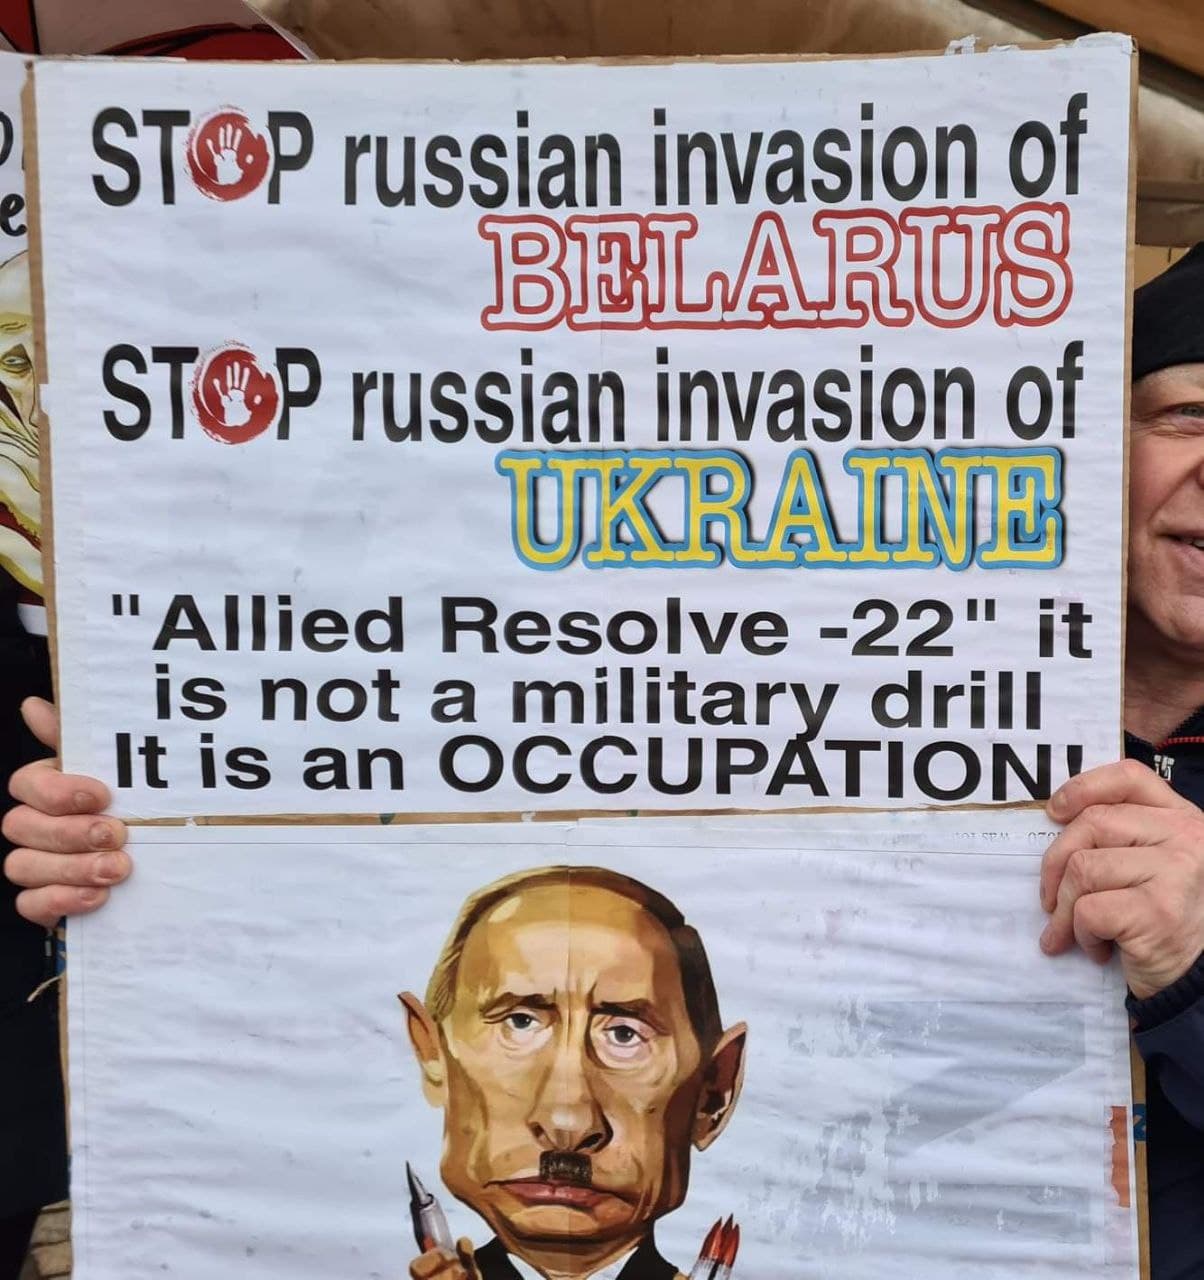 STOP russian invasion of
BELARUS
STOP russian invasion of
UKRAINE
"Allied Resolve -22" it
is not a military drill
It is an OCCUPATION!